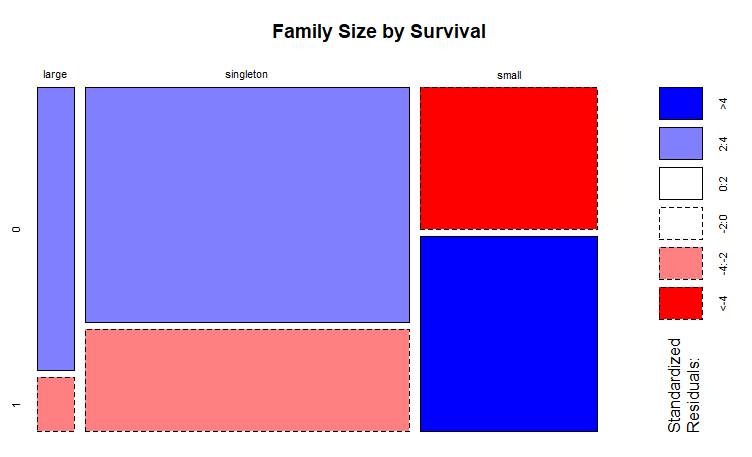 Family Size by Survival
large
singleton
small
0
1
>4
2:4
0:2
-2:0
-4:-2
<-4
Standardized
Residuals: